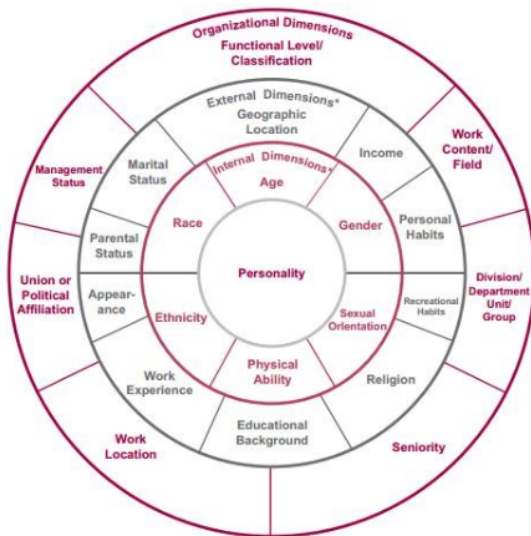 Organizational Dimensions
Functional Level/
Classification
External Dimensions*
Geographic
Location
Internal Dimensions*
Age
Personality
Gender
Sexual
Orlentation
Physical
Ability
Ethnicity
Race
Income
Personal
Habits
Recreational
Habits
Religion
Educational
Background
Work
Experience
Appear-
ance
Parental
Status
Marital
Status
Work
Content/
Field
Division/
Department
Unit/
Group
Seniority
Work
Location
Union or
Political
Affiliation
Management
Status